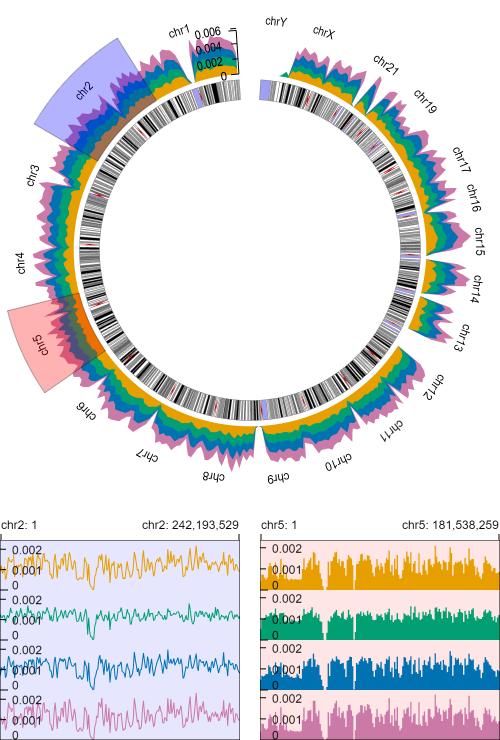 chrY
chrX
chr21
chr19
chr17
chr16
chr15
chr14
chr13
chr12
chr11
chr10
chr9
chr8
chr7
chr6
chr5
chr4
chr3
chr2
chr1
0.006
0.004
0.002
0
chr2: 1 chr2: 242,193,529
0.002
0.001
0
0.002
0.001
0
0.002
0.001
0
0.002
0.001
0
chr5: 1 chr5: 181,538,259
0.002
0.001
0
0.002
0.001
0
0.002
0.001
0
0.002
0.001
0